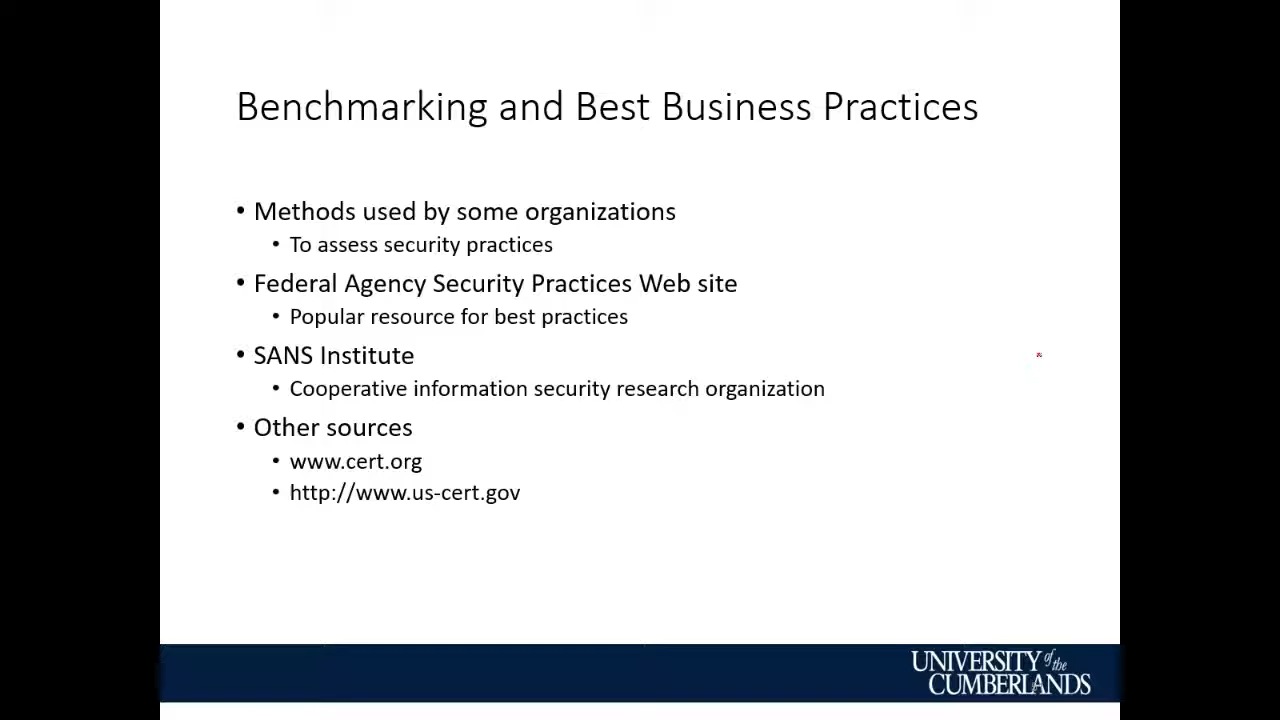 Benchmarking and Best Business Practices
• Methods used by some organizations
• To assess security practices
• Federal Agency Security Practices Web site
• Popular resource for best practices
• SANS Institute
• Cooperative information security research organization
• Other sources
• www.cert.org
• http://www.us-cert.gov
UNIVERSITY of the
CUMBERLANDS